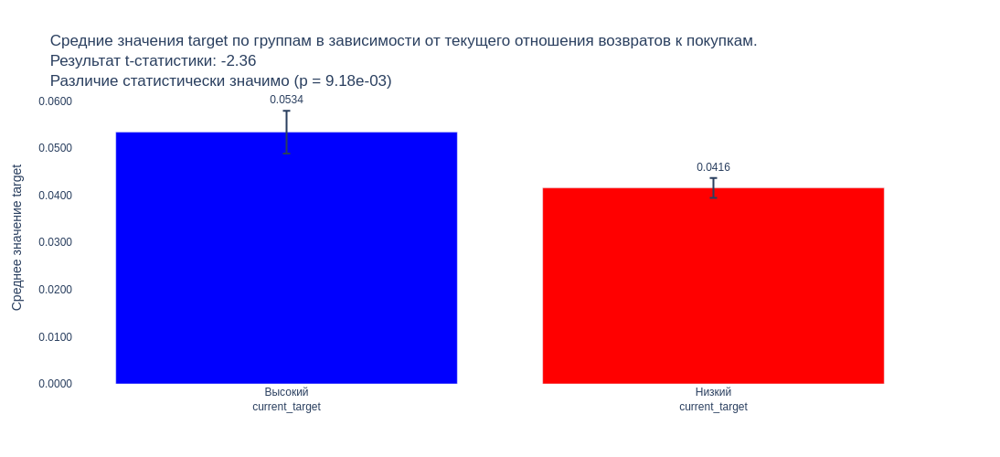 Средние значения target по группам в зависимости от текущего отношения возвратов к покупкам.
Результат t-статистики: -2.36
Различие статистически значимо (p = 9.18e-03)
0.0600
0.0500
0.0400
0.0300
0.0200
0.0100
0.0000
Среднее значение target
0.0534
0.0416
Высокий
current_target
Низкий
current_target